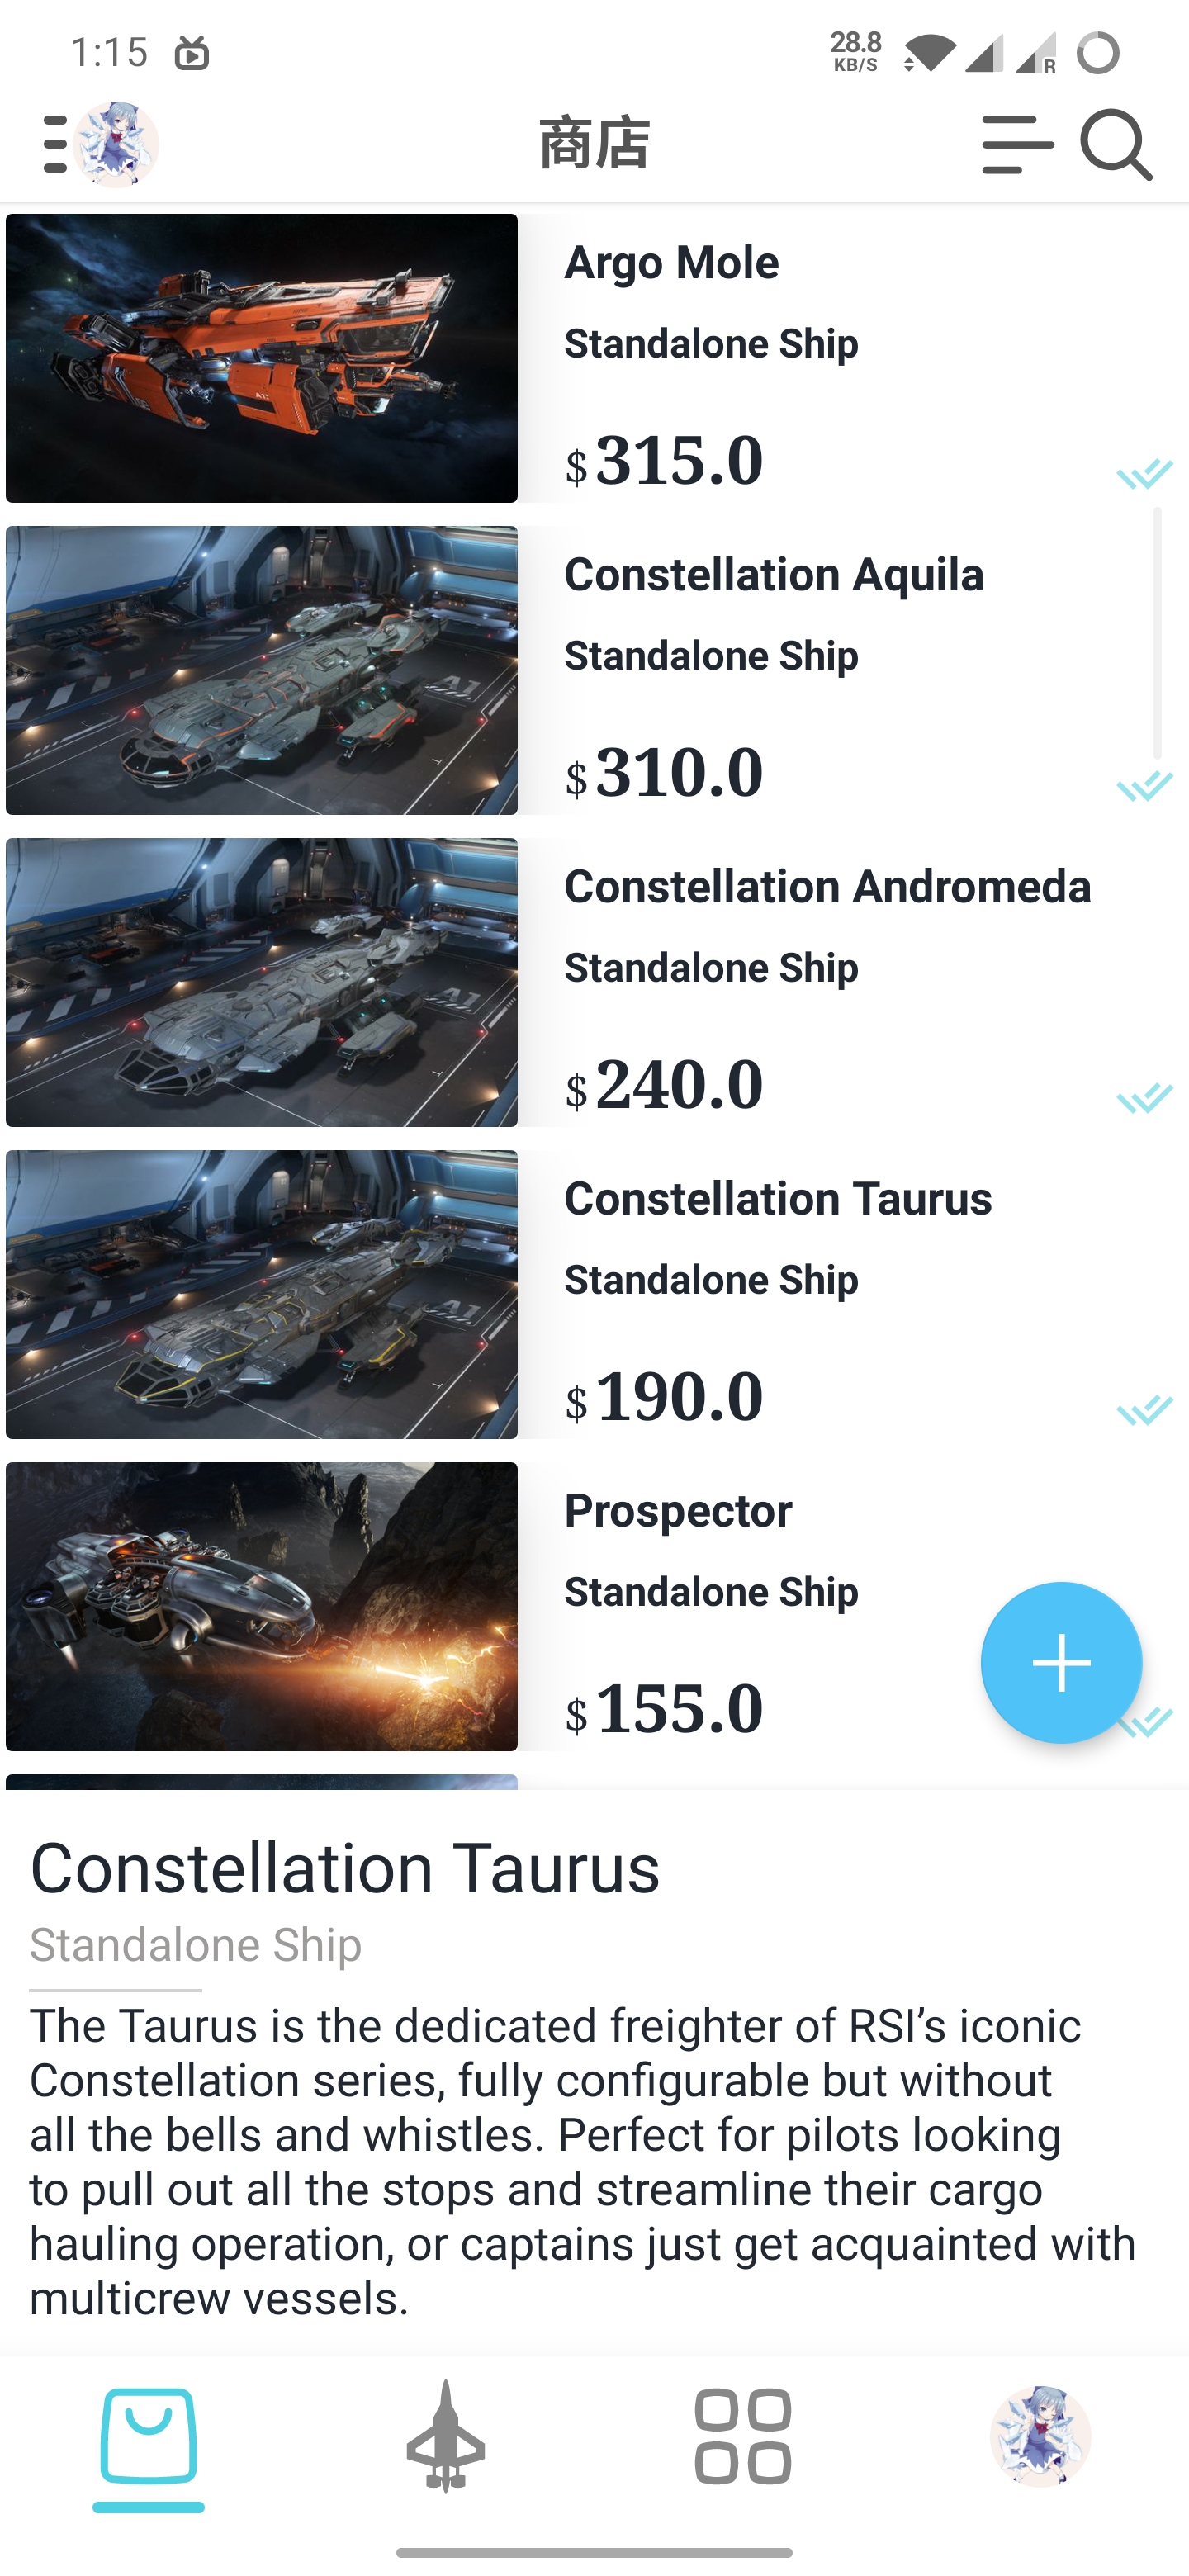 1:15
28.8
KB/S
R
商店
Argo Mole
Standalone Ship
$315.0
Constellation Aquila
Standalone Ship
$310.0
A1
Constellation Andromeda
Standalone Ship
$240.0
A1
Constellation Taurus
Standalone Ship
$190.0
A1
Prospector
Standalone Ship
$155.0
Constellation Taurus
Standalone Ship
The Taurus is the dedicated freighter of RSI’s iconic
Constellation series, fully configurable but without
all the bells and whistles. Perfect for pilots looking
to pull out all the stops and streamline their cargo
hauling operation, or captains just get acquainted with
multicrew vessels.